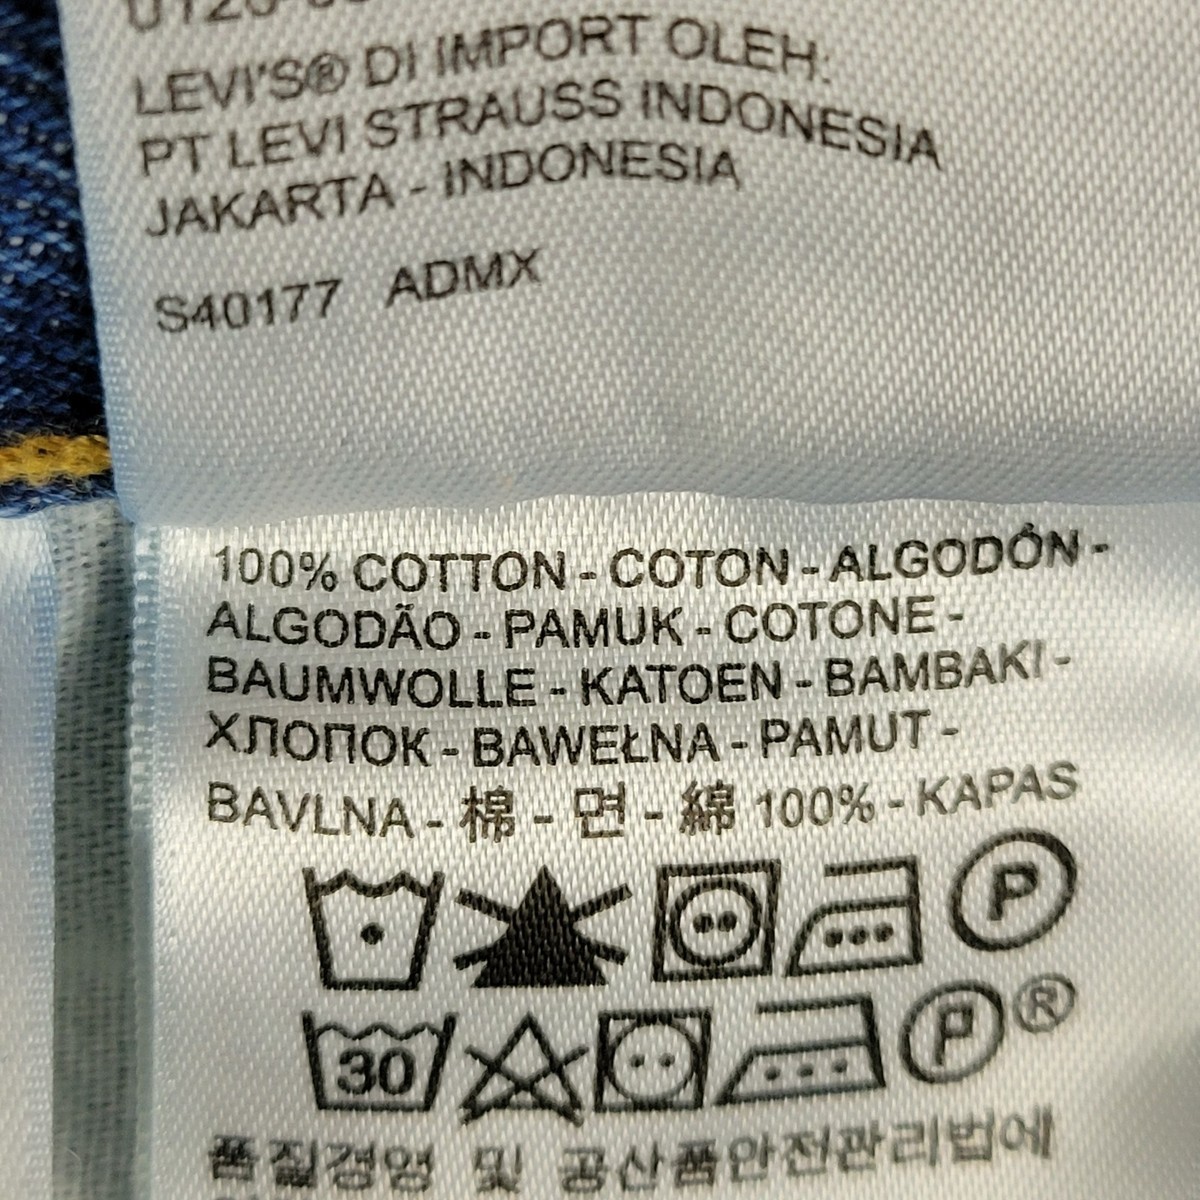 LEVI'S® DI IMPORT OLEH:
PT LEVI STRAUSS INDONESIA
JAKARTA - INDONESIA
S40177 ADMX
100% COTTON - COTON - ALGODÓN -
ALGODÃO - PAMUK - COTONE -
BAUMWOLLE - KATOEN - BAMBAKI -
ХЛОПОК - BAWEŁNA - PAMUT -
BAVLNA - 棉 - 면 - 綿 100% - KAPAS
P
30 P ®
품질경영 및 공산품안전관리법에